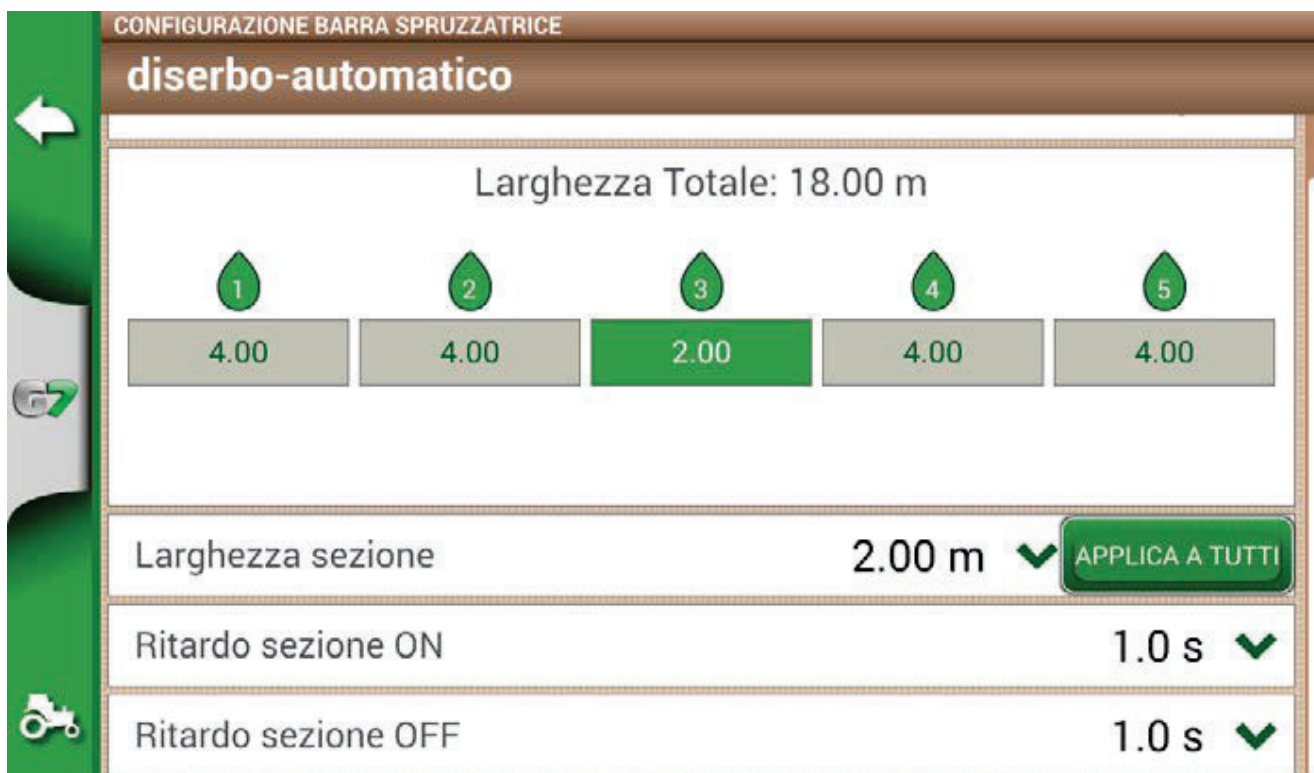 CONFIGURAZIONE BARRA SPRUZZATRICE
diserbo-automatico
Larghezza Totale: 18.00 m
1 2 3 4 5
4.00 4.00 2.00 4.00 4.00
G7
Larghezza sezione 2.00 m APPLICA A TUTTI
Ritardo sezione ON 1.0 s
Ritardo sezione OFF 1.0 s